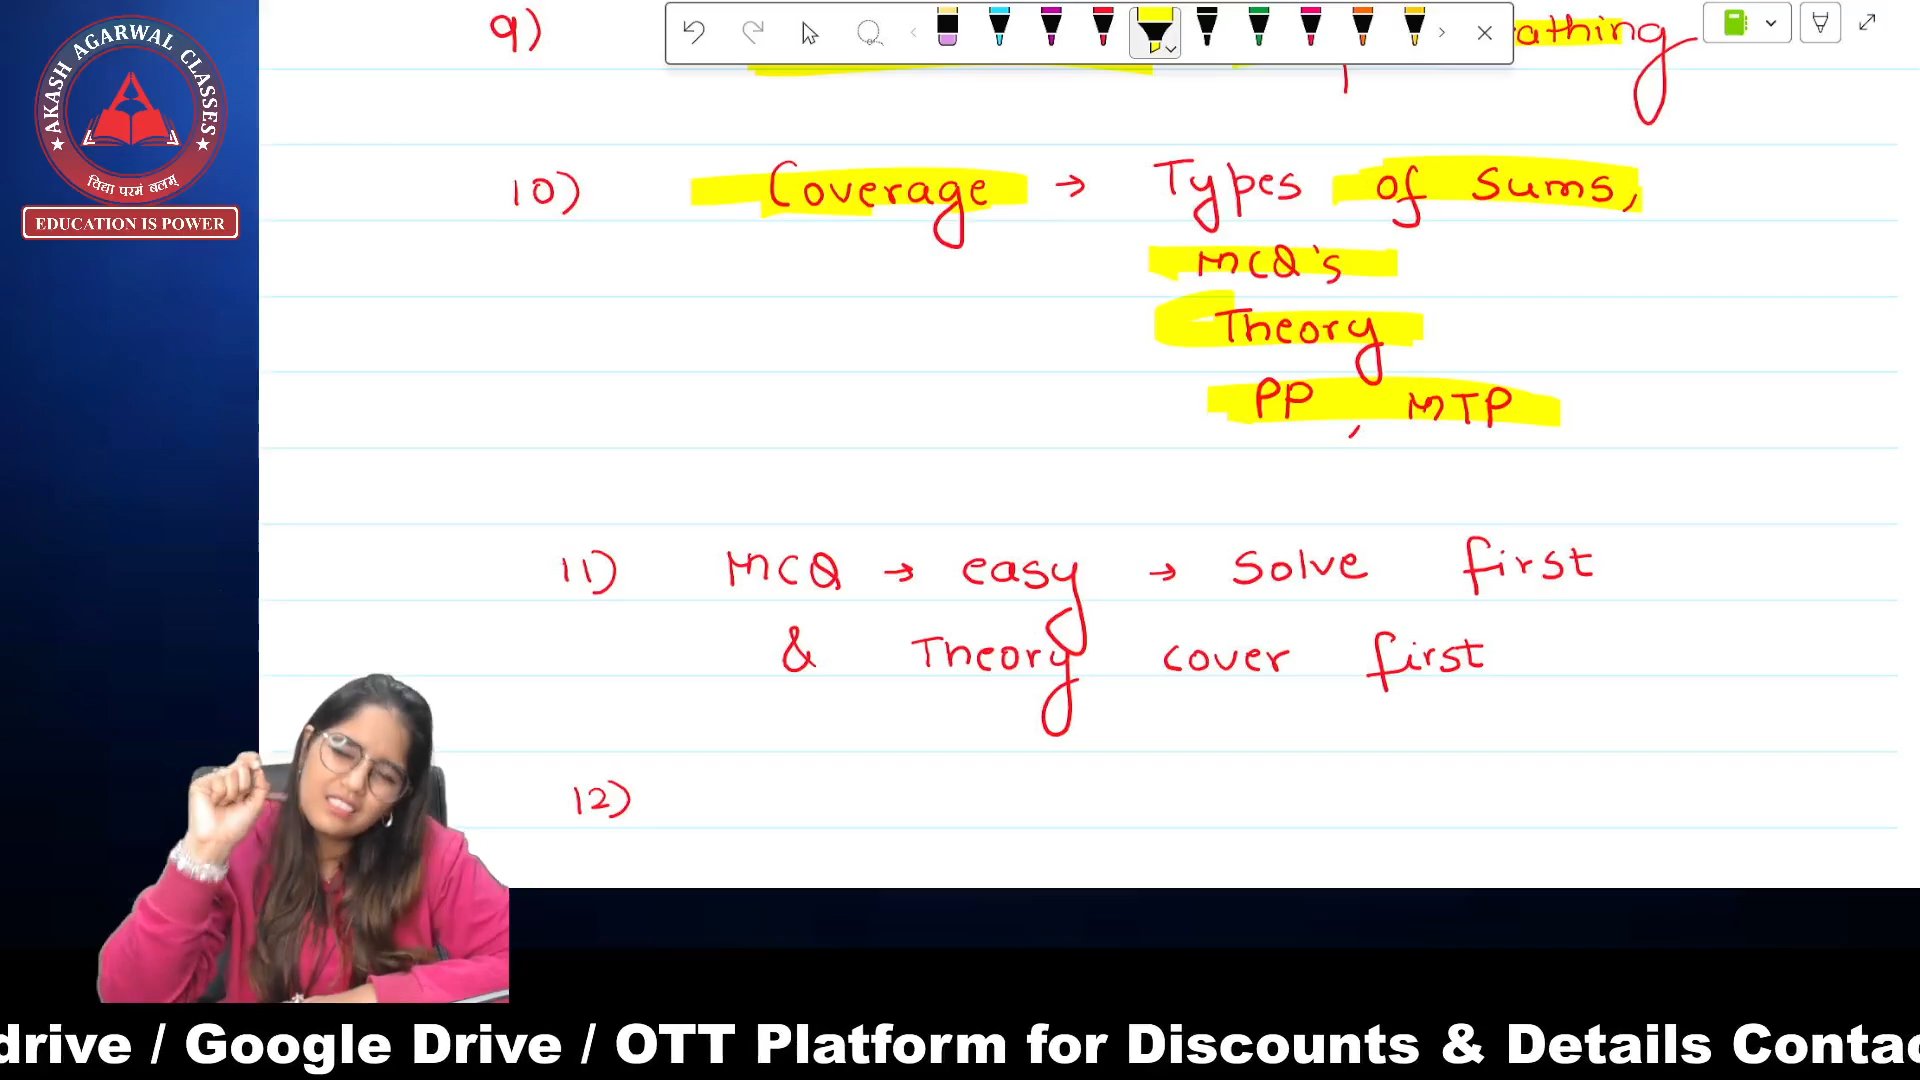 AKASH AGARWAL CLASSES
विद्या परमं बलम्
EDUCATION IS POWER
9)
athing
10) Coverage → Types of Sums,
MCQ's
Theory
PP, MTP
11) MCQ → easy → Solve first
& Theory cover first
12)
drive / Google Drive / OTT Platform for Discounts & Details Contac